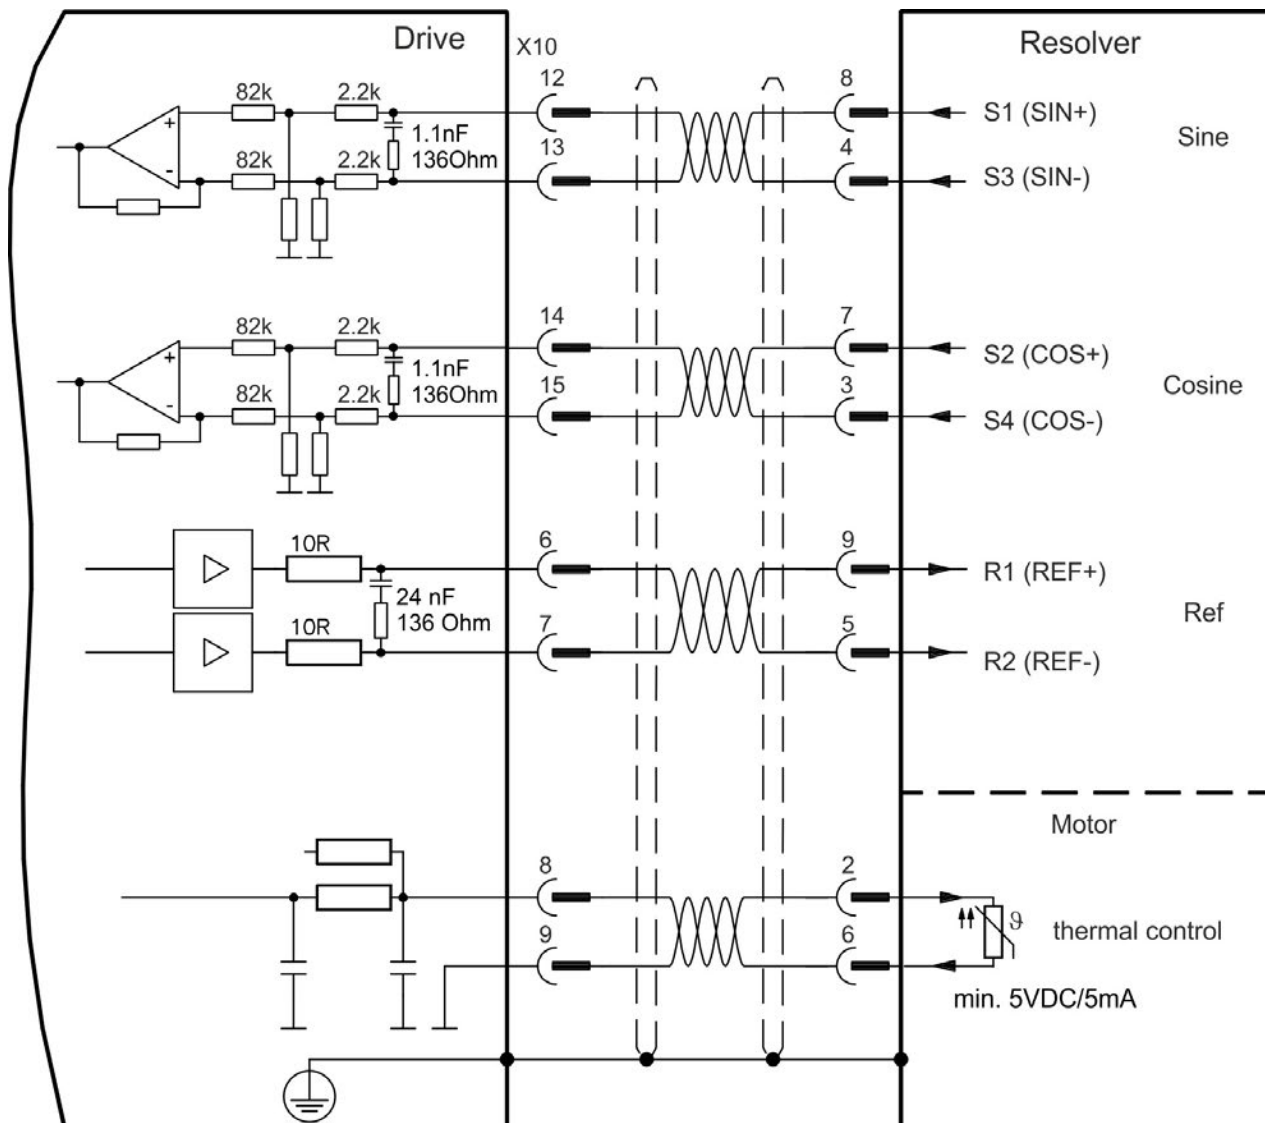 Drive
X10
Resolver
82k
2.2k
12
8
S1 (SIN+)
1.1nF
136Ohm
Sine
82k
2.2k
13
4
S3 (SIN-)
+
-
82k
2.2k
14
7
S2 (COS+)
1.1nF
136Ohm
Cosine
82k
2.2k
15
3
S4 (COS-)
+
-
10R
6
9
R1 (REF+)
24 nF
136 Ohm
Ref
10R
7
5
R2 (REF-)
Motor
8
2
ϑ
thermal control
9
6
min. 5VDC/5mA